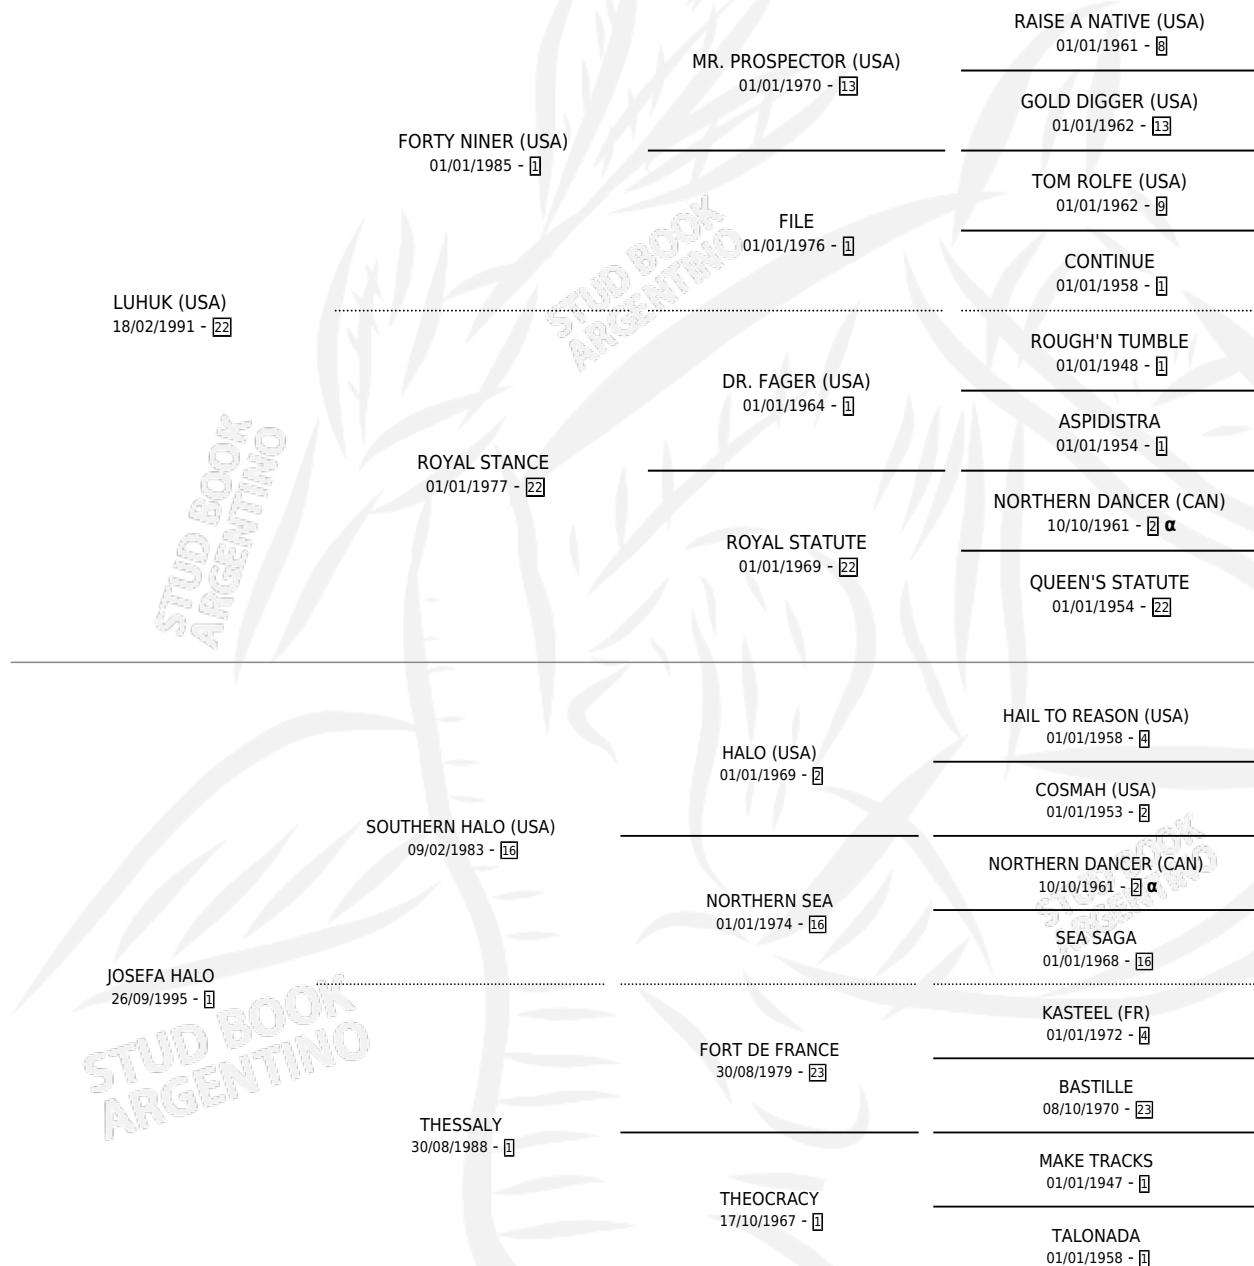 RAISE A NATIVE (USA)
01/01/1961 - 8
MR. PROSPECTOR (USA)
01/01/1970 - 13
GOLD DIGGER (USA)
01/01/1962 - 13
FORTY NINER (USA)
01/01/1985 - 1
TOM ROLFE (USA)
01/01/1962 - 9
FILE
01/01/1976 - 1
CONTINUE
01/01/1958 - 1
LUHUK (USA)
18/02/1991 - 22
ROUGH'N TUMBLE
01/01/1948 - 1
DR. FAGER (USA)
01/01/1964 - 1
ASPIDISTRA
01/01/1954 - 1
ROYAL STANCE
01/01/1977 - 22
NORTHERN DANCER (CAN)
10/10/1961 - 2 α
ROYAL STATUTE
01/01/1969 - 22
QUEEN'S STATUTE
01/01/1954 - 22
HAIL TO REASON (USA)
01/01/1958 - 4
HALO (USA)
01/01/1969 - 2
COSMAH (USA)
01/01/1953 - 2
SOUTHERN HALO (USA)
09/02/1983 - 16
NORTHERN DANCER (CAN)
10/10/1961 - 2 α
NORTHERN SEA
01/01/1974 - 16
SEA SAGA
01/01/1968 - 16
JOSEFA HALO
26/09/1995 - 1
KASTEEL (FR)
01/01/1972 - 4
FORT DE FRANCE
30/08/1979 - 23
BASTILLE
08/10/1970 - 23
THESSALY
30/08/1988 - 1
MAKE TRACKS
01/01/1947 - 1
THEOCRACY
17/10/1967 - 1
TALONADA
01/01/1958 - 1
STUD BOOK
ARGENTINO
STUD BOOK
ARGENTINO
STUD BOOK
ARGENTINO
STUD BOOK
ARGENTINO